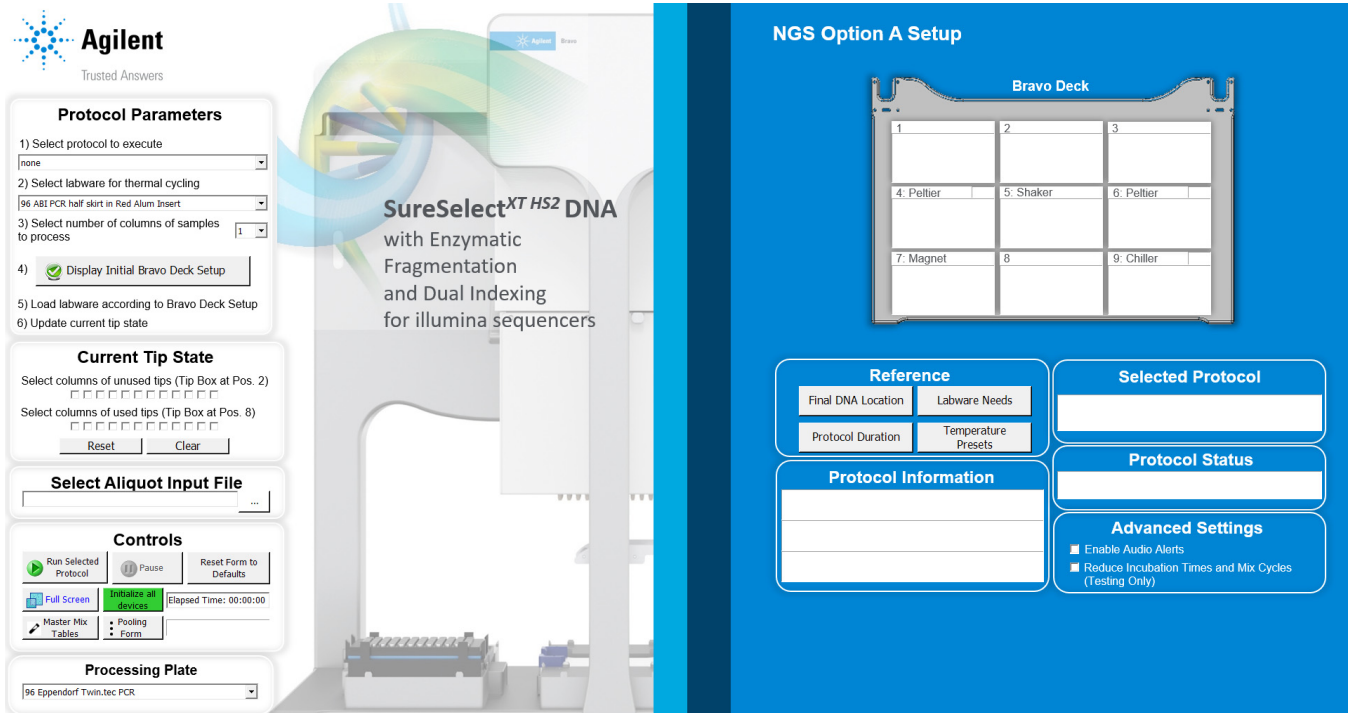 Agilent
Trusted Answers
Protocol Parameters
1) Select protocol to execute
none
2) Select labware for thermal cycling
96 ABI PCR half skirt in Red Alum Insert
3) Select number of columns of samples
to process
1
4) Display Initial Bravo Deck Setup
5) Load labware according to Bravo Deck Setup
6) Update current tip state
Current Tip State
Select columns of unused tips (Tip Box at Pos. 2)
Select columns of used tips (Tip Box at Pos. 8)
Reset Clear
Select Aliquot Input File
...
Controls
Run Selected
Protocol
Pause
Reset Form to
Defaults
Full Screen
Initialize all
devices
Elapsed Time: 00:00:00
Master Mix
Tables
Pooling
Form
Processing Plate
96 Eppendorf Twin.tec PCR
Agilent Bravo
SureSelectXT HS2 DNA
with Enzymatic
Fragmentation
and Dual Indexing
for illumina sequencers
NGS Option A Setup
Bravo Deck
1 2 3
4: Peltier 5: Shaker 6: Peltier
7: Magnet 8 9: Chiller
Reference
Final DNA Location
Labware Needs
Protocol Duration
Temperature
Presets
Protocol Information
Selected Protocol
Protocol Status
Advanced Settings
Enable Audio Alerts
Reduce Incubation Times and Mix Cycles
(Testing Only)